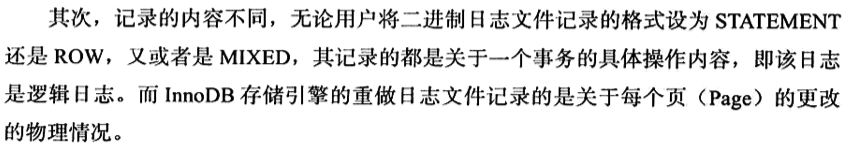 其次，记录的内容不同，无论用户将二进制日志文件记录的格式设为 STATEMENT
还是 ROW，又或者是 MIXED，其记录的都是关于一个事务的具体操作内容，即该日志
是逻辑日志。而 InnoDB 存储引擎的重做日志文件记录的是关于每个页（Page）的更改
的物理情况。